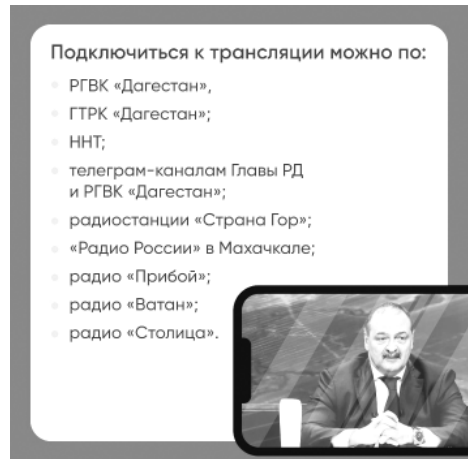 Подключиться к трансляции можно по:
РГВК «Дагестан»,
ГТРК «Дагестан»;
ННТ;
телеграм-каналам Главы РД
и РГВК «Дагестан»;
радиостанции «Страна Гор»;
«Радио России» в Махачкале;
радио «Прибой»;
радио «Ватан»;
радио «Столица».